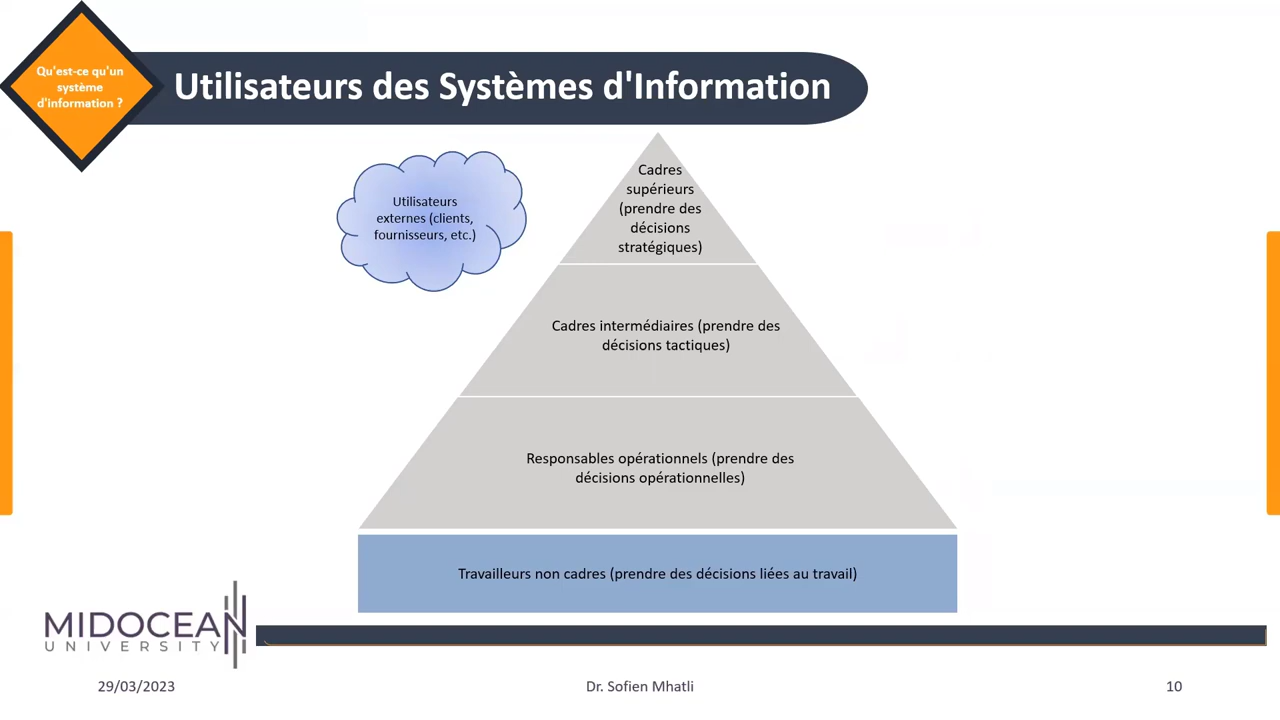 Qu'est-ce qu'un
système
d'information ?
Utilisateurs des Systèmes d'Information
Utilisateurs
externes (clients,
fournisseurs, etc.)
Cadres
supérieurs
(prendre des
décisions
stratégiques)
Cadres intermédiaires (prendre des
décisions tactiques)
Responsables opérationnels (prendre des
décisions opérationnelles)
Travailleurs non cadres (prendre des décisions liées au travail)
MIDOCEAN
UNIVERSITY
29/03/2023
Dr. Sofien Mhatli
10